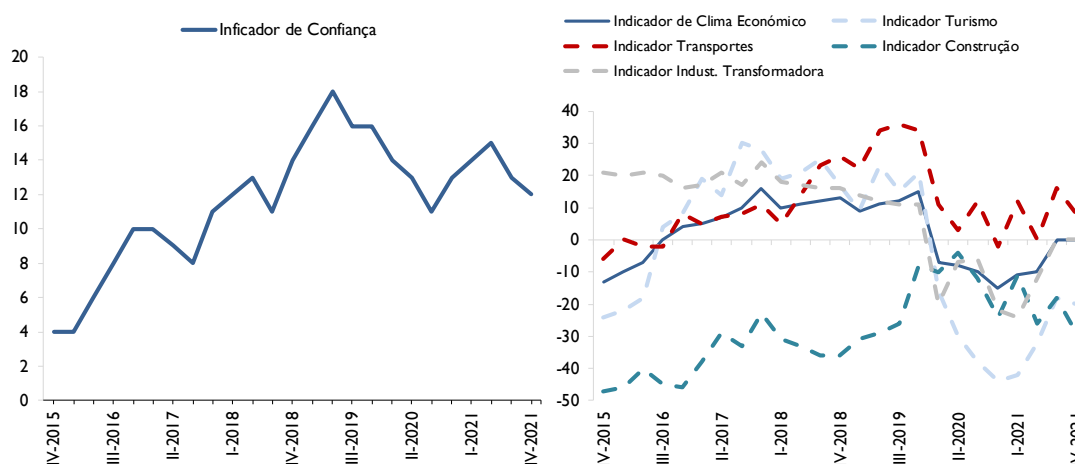 Inficador de Confiança
20
18
16
14
12
10
8
6
4
2
0
IV-2015
III-2016
II-2017
I-2018
IV-2018
III-2019
II-2020
I-2021
IV-2021
Indicador de Clima Económico
Indicador Turismo
Indicador Transportes
Indicador Construção
Indicador Indust. Transformadora
40
30
20
10
0
-10
-20
-30
-40
-50
V-2015
III-2016
II-2017
I-2018
V-2018
III-2019
II-2020
I-2021
V-2021